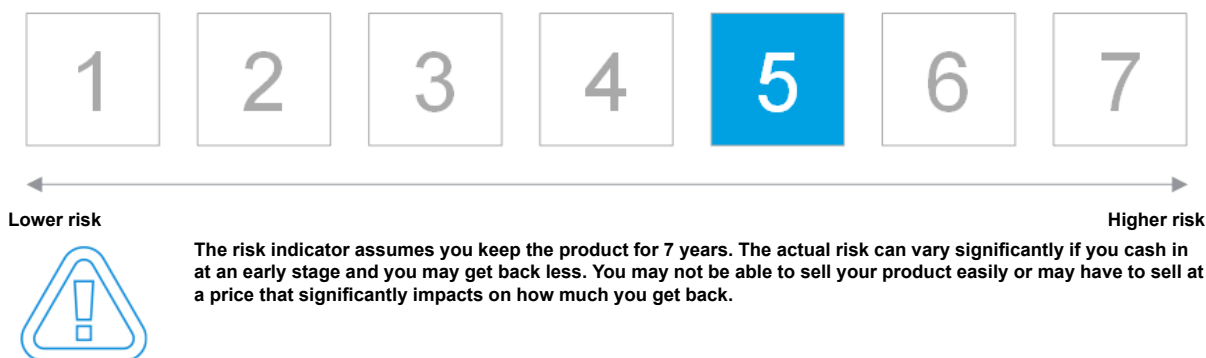 1 2 3 4 5 6 7
Lower risk Higher risk
The risk indicator assumes you keep the product for 7 years. The actual risk can vary significantly if you cash in
at an early stage and you may get back less. You may not be able to sell your product easily or may have to sell at
a price that significantly impacts on how much you get back.